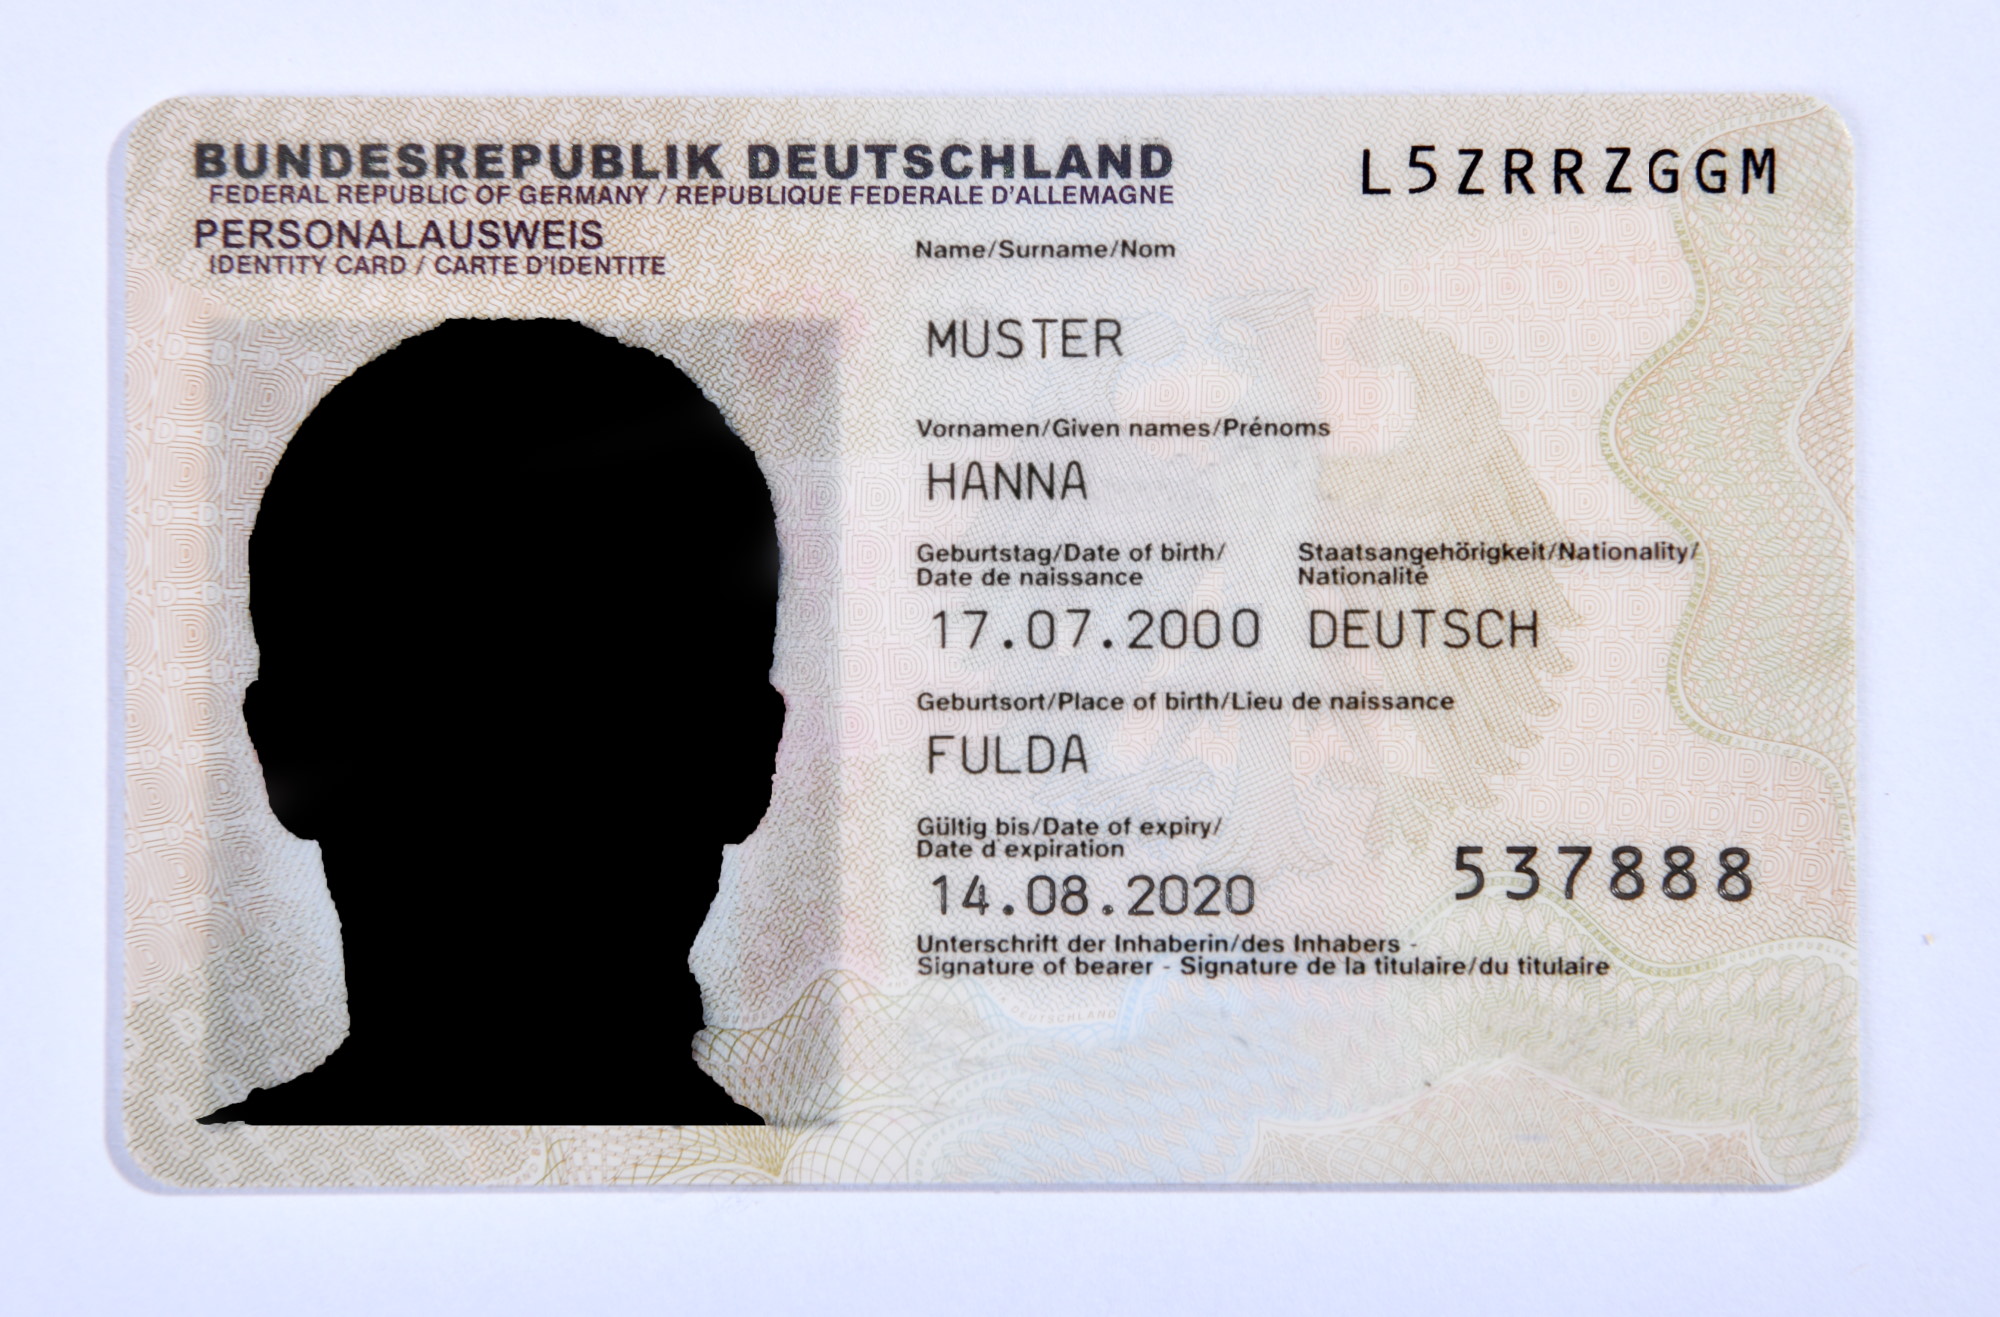 BUNDESREPUBLIK DEUTSCHLAND
FEDERAL REPUBLIC OF GERMANY / REPUBLIQUE FEDERALE D'ALLEMAGNE
PERSONALAUSWEIS
IDENTITY CARD / CARTE D'IDENTITE
L5ZRRZGGM
Name/Surname/Nom
MUSTER
Vornamen/Given names/Prénoms
HANNA
Geburtstag/Date of birth/
Date de naissance
17.07.2000
Staatsangehörigkeit/Nationality/
Nationalité
DEUTSCH
Geburtsort/Place of birth/Lieu de naissance
FULDA
Gültig bis/Date of expiry/
Date d expiration
14.08.2020
537888
Unterschrift der Inhaberin/des Inhabers -
Signature of bearer - Signature de la titulaire/du titulaire
DEUTSCHLAND